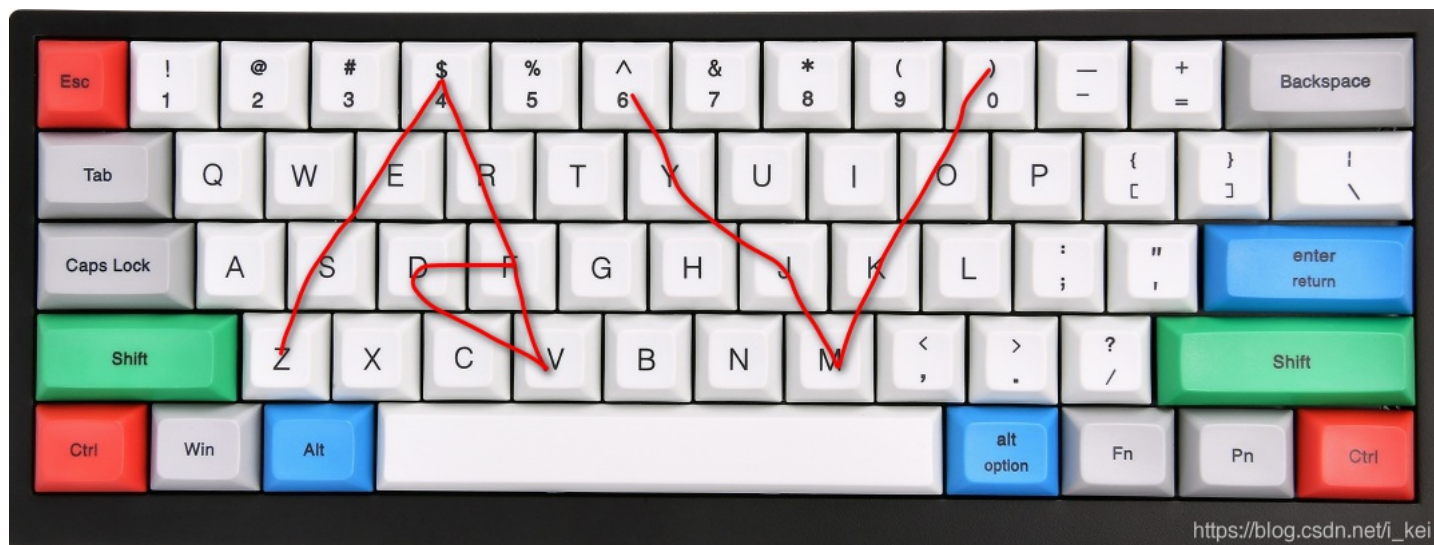 Esc ! 1 @ 2 # 3 $ 4 % 5 ^ 6 & 7 * 8 ( 9 ) 0 — - + = Backspace
Tab Q W E R T Y U I O P { [ } ] ¦ \
Caps Lock A S D F G H J K L : ; " ' enter return
Shift Z X C V B N M < , > . ? / Shift
Ctrl Win Alt alt option Fn Pn Ctrl
https://blog.csdn.net/i_kei